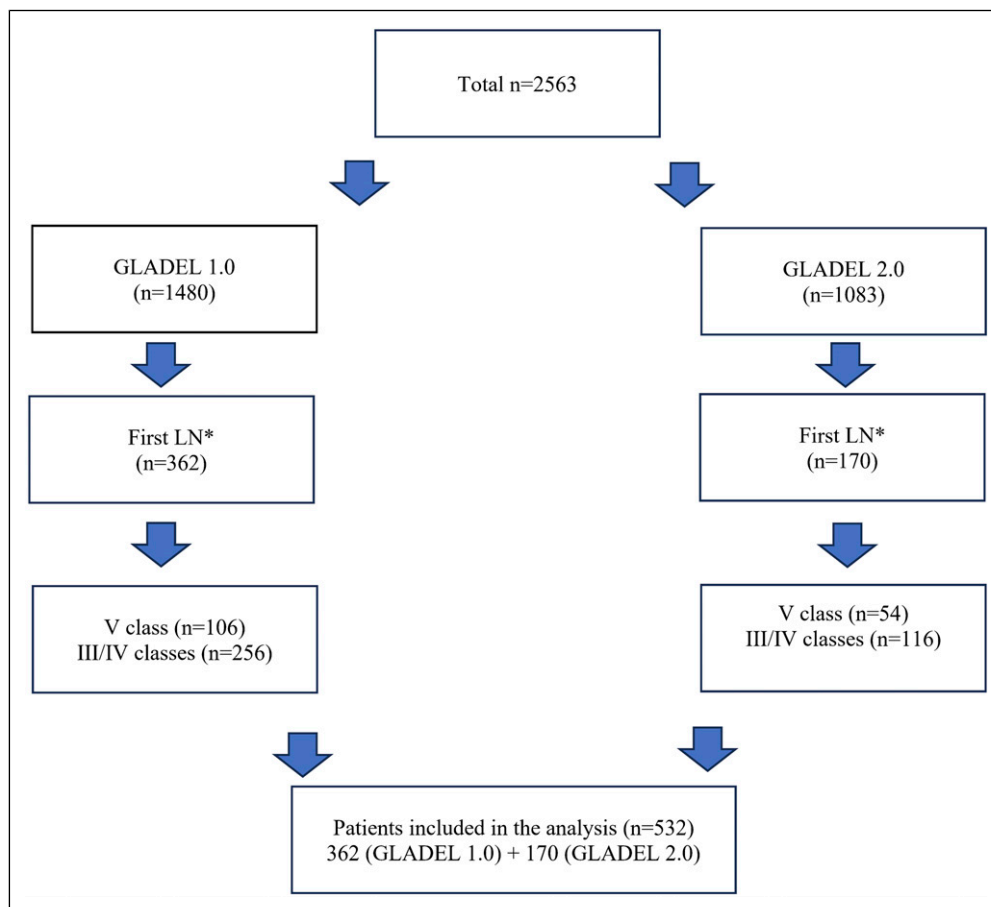 Total n=2563
GLADEL 1.0
(n=1480)
GLADEL 2.0
(n=1083)
First LN*
(n=362)
First LN*
(n=170)
V class (n=106)
III/IV classes (n=256)
V class (n=54)
III/IV classes (n=116)
Patients included in the analysis (n=532)
362 (GLADEL 1.0) + 170 (GLADEL 2.0)